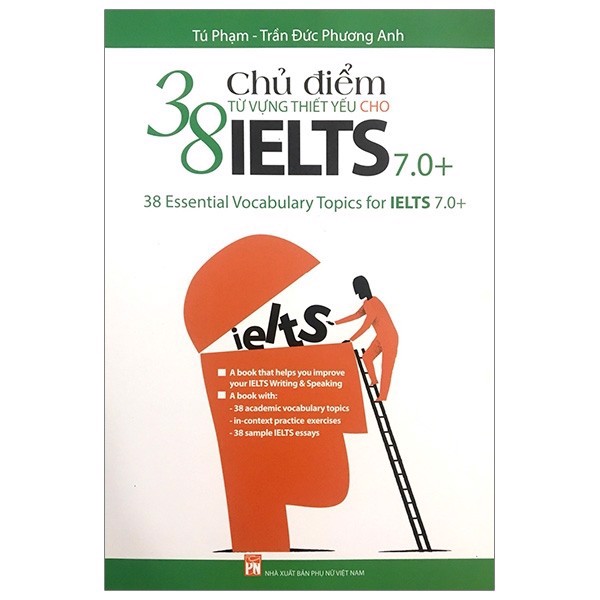 Tú Phạm - Trần Đức Phương Anh
38 Chủ điểm
TỪ VỰNG THIẾT YẾU CHO
IELTS 7.0+
38 Essential Vocabulary Topics for IELTS 7.0+
ielts
A book that helps you improve
your IELTS Writing & Speaking
A book with:
- 38 academic vocabulary topics
- in-context practice exercises
- 38 sample IELTS essays
PN
NHÀ XUẤT BẢN PHỤ NỮ VIỆT NAM